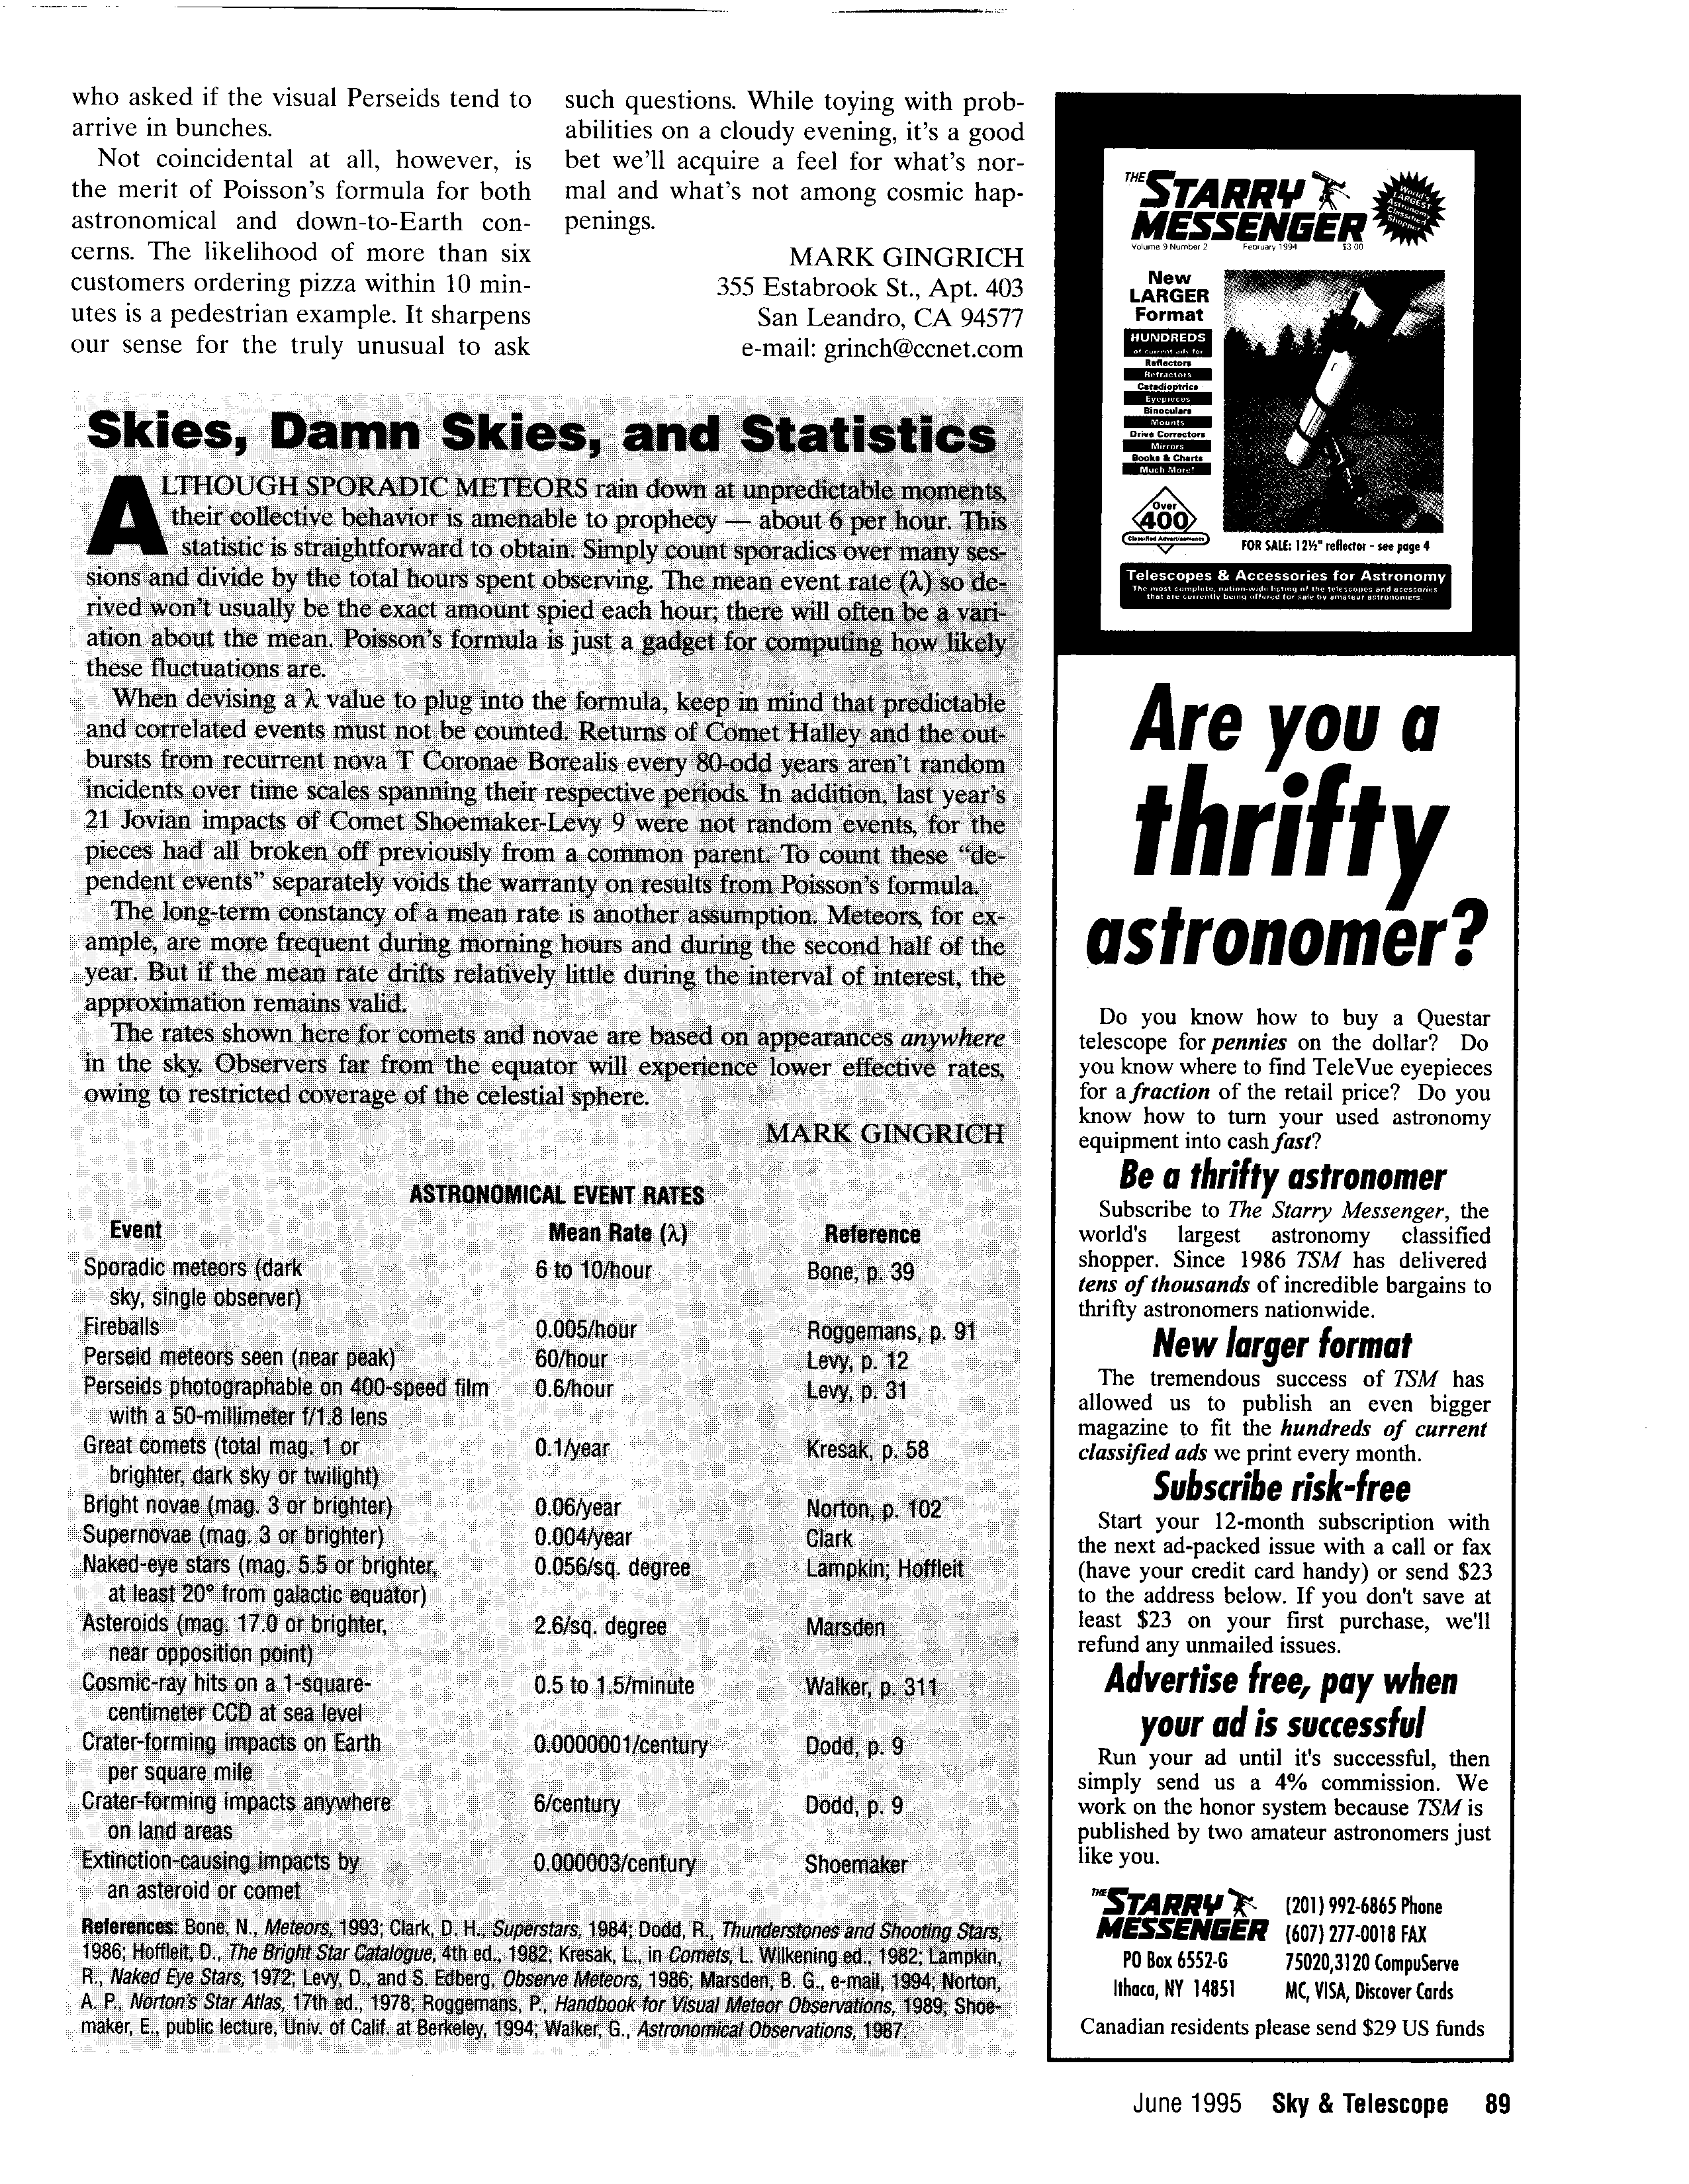 who asked if the visual Perseids tend to
arrive in bunches.
Not coincidental at all, however, is
the merit of Poisson's formula for both
astronomical and down-to-Earth con-
cerns. The likelihood of more than six
customers ordering pizza within 10 min-
utes is a pedestrian example. It sharpens
our sense for the truly unusual to ask
such questions. While toying with prob-
abilities on a cloudy evening, it's a good
bet we'll acquire a feel for what's nor-
mal and what's not among cosmic hap-
penings.
MARK GINGRICH
355 Estabrook St., Apt. 403
San Leandro, CA 94577
e-mail: grinch@ccnet.com
Skies, Damn Skies, and Statistics
ALTHOUGH SPORADIC METEORS rain down at unpredictable moments,
their collective behavior is amenable to prophecy — about 6 per hour. This
statistic is straightforward to obtain. Simply count sporadics over many ses-
sions and divide by the total hours spent observing. The mean event rate (λ) so de-
rived won't usually be the exact amount spied each hour; there will often be a vari-
ation about the mean. Poisson's formula is just a gadget for computing how likely
these fluctuations are.
When devising a λ value to plug into the formula, keep in mind that predictable
and correlated events must not be counted. Returns of Comet Halley and the out-
bursts from recurrent nova T Coronae Borealis every 80-odd years aren't random
incidents over time scales spanning their respective periods. In addition, last year's
21 Jovian impacts of Comet Shoemaker-Levy 9 were not random events, for the
pieces had all broken off previously from a common parent. To count these “de-
pendent events” separately voids the warranty on results from Poisson's formula.
The long-term constancy of a mean rate is another assumption. Meteors, for ex-
ample, are more frequent during morning hours and during the second half of the
year. But if the mean rate drifts relatively little during the interval of interest, the
approximation remains valid.
The rates shown here for comets and novae are based on appearances anywhere
in the sky. Observers far from the equator will experience lower effective rates,
owing to restricted coverage of the celestial sphere.
MARK GINGRICH
ASTRONOMICAL EVENT RATES
Event Mean Rate (λ) Reference
Sporadic meteors (dark 6 to 10/hour Bone, p. 39
sky, single observer)
Fireballs 0.005/hour Roggemans, p. 91
Perseid meteors seen (near peak) 60/hour Levy, p. 12
Perseids photographable on 400-speed film 0.6/hour Levy, p. 31
with a 50-millimeter f/1.8 lens
Great comets (total mag. 1 or 0.1/year Kresak, p. 58
brighter, dark sky or twilight)
Bright novae (mag. 3 or brighter) 0.06/year Norton, p. 102
Supernovae (mag. 3 or brighter) 0.004/year Clark
Naked-eye stars (mag. 5.5 or brighter, 0.056/sq. degree Lampkin; Hoffleit
at least 20° from galactic equator)
Asteroids (mag. 17.0 or brighter, 2.6/sq. degree Marsden
near opposition point)
Cosmic-ray hits on a 1-square- 0.5 to 1.5/minute Walker, p. 311
centimeter CCD at sea level
Crater-forming impacts on Earth 0.0000001/century Dodd, p. 9
per square mile
Crater-forming impacts anywhere 6/century Dodd, p. 9
on land areas
Extinction-causing impacts by 0.000003/century Shoemaker
an asteroid or comet
References: Bone, N., Meteors, 1993; Clark, D. H., Superstars, 1984; Dodd, R., Thunderstones and Shooting Stars,
1986; Hoffleit, D., The Bright Star Catalogue, 4th ed., 1982; Kresak, L., in Comets, L. Wilkening ed., 1982; Lampkin,
R., Naked Eye Stars, 1972; Levy, D., and S. Edberg, Observe Meteors, 1986; Marsden, B. G., e-mail, 1994; Norton,
A. P., Norton's Star Atlas, 17th ed., 1978; Roggemans, P., Handbook for Visual Meteor Observations, 1989; Shoe-
maker, E., public lecture, Univ. of Calif. at Berkeley, 1994; Walker, G., Astronomical Observations, 1987.
THE STARRY
MESSENGER
World's
LARGEST
Astronomy
Classified
Shopper
Volume 9 Number 2 February 1994 $3.00
New
LARGER
Format
HUNDREDS
of current ads for
Reflectors
Refractors
Catadioptrics
Eyepieces
Binoculars
Mounts
Drive Correctors
Mirrors
Books & Charts
Much More!
Over
400
Classified Advertisements
FOR SALE: 12½" reflector - see page 4
Telescopes & Accessories for Astronomy
The most complete, nation-wide listing of the telescopes and acessories
that are currently being offered for sale by amateur astronomers.
Are you a
thrifty
astronomer?
Do you know how to buy a Questar
telescope for pennies on the dollar? Do
you know where to find TeleVue eyepieces
for a fraction of the retail price? Do you
know how to turn your used astronomy
equipment into cash fast?
Be a thrifty astronomer
Subscribe to The Starry Messenger, the
world's largest astronomy classified
shopper. Since 1986 TSM has delivered
tens of thousands of incredible bargains to
thrifty astronomers nationwide.
New larger format
The tremendous success of TSM has
allowed us to publish an even bigger
magazine to fit the hundreds of current
classified ads we print every month.
Subscribe risk-free
Start your 12-month subscription with
the next ad-packed issue with a call or fax
(have your credit card handy) or send $23
to the address below. If you don't save at
least $23 on your first purchase, we'll
refund any unmailed issues.
Advertise free, pay when
your ad is successful
Run your ad until it's successful, then
simply send us a 4% commission. We
work on the honor system because TSM is
published by two amateur astronomers just
like you.
THE STARRY
MESSENGER
PO Box 6552-G
Ithaca, NY 14851
(201) 992-6865 Phone
(607) 277-0018 FAX
75020,3120 CompuServe
MC, VISA, Discover Cards
Canadian residents please send $29 US funds
June 1995 Sky & Telescope 89